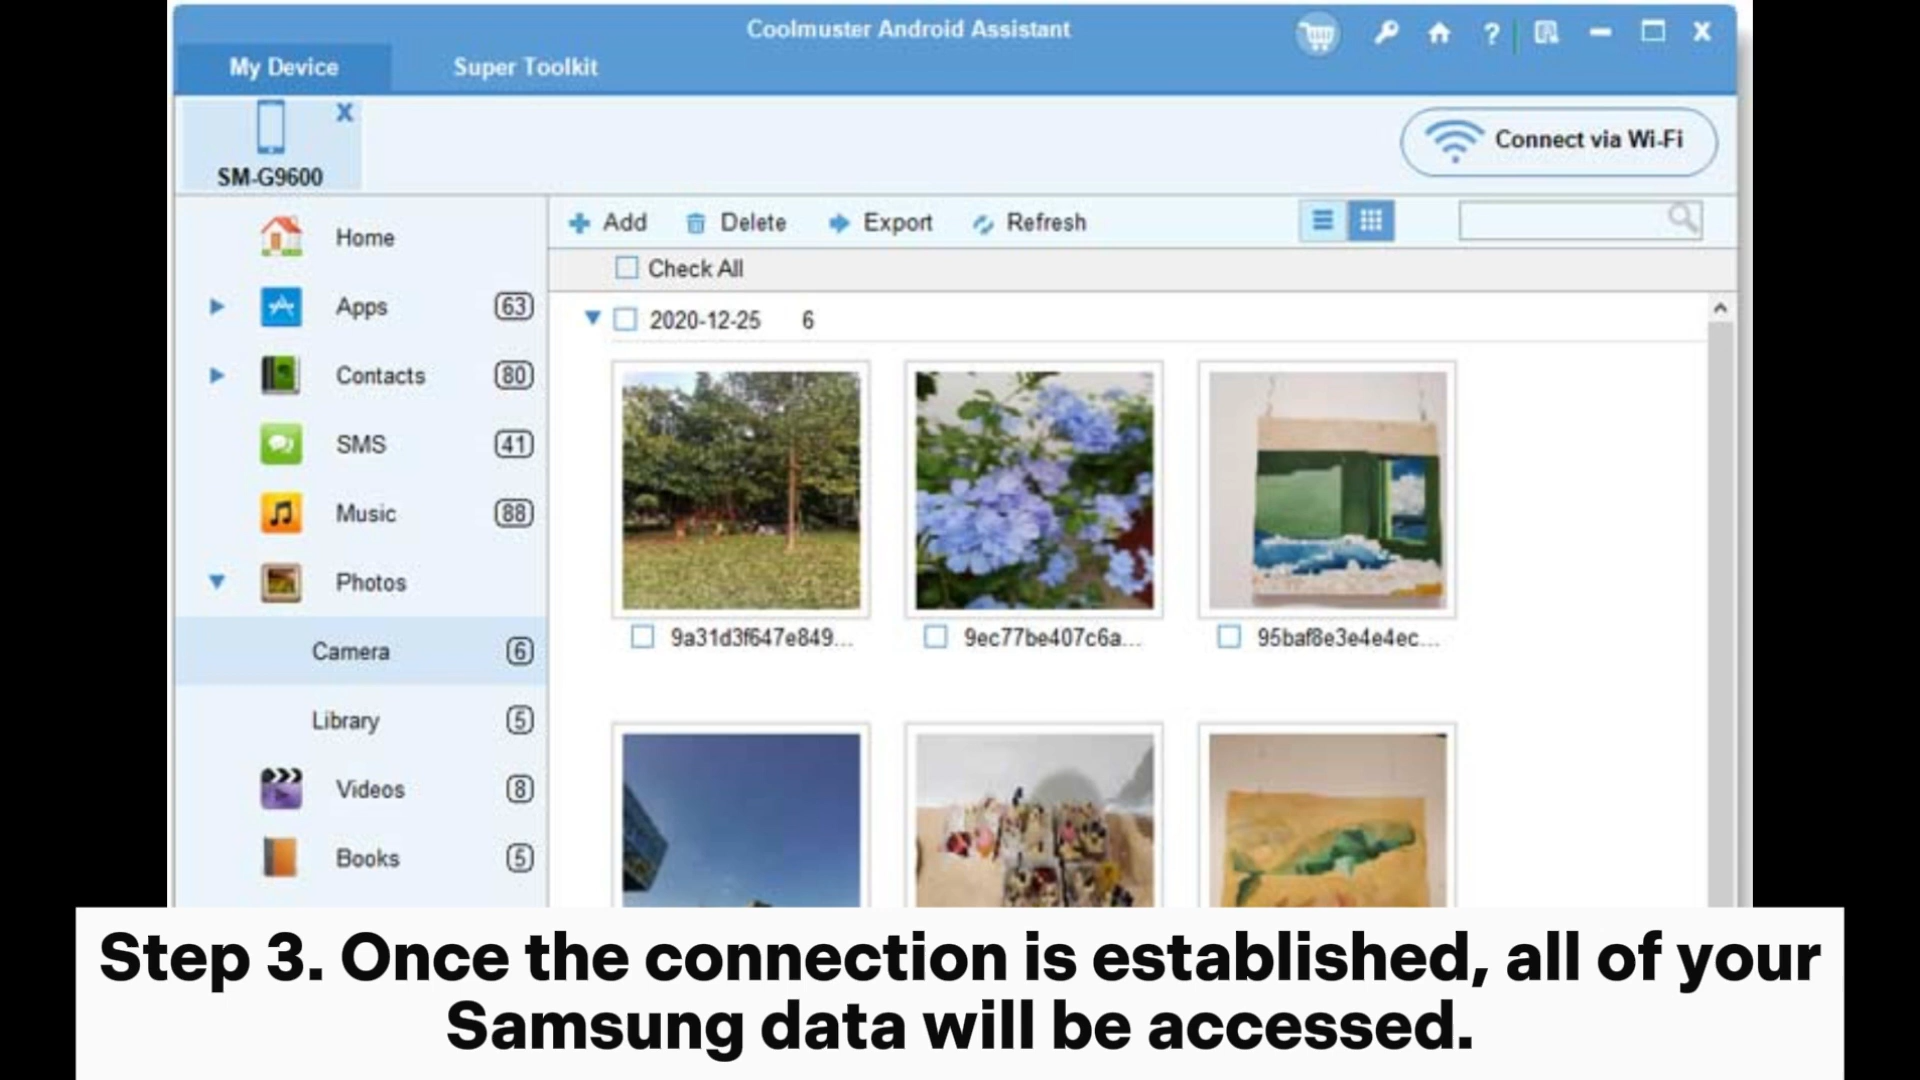 Coolmuster Android Assistant
My Device
Super Toolkit
SM-G9600
Connect via Wi-Fi
Home
Apps 63
Contacts 80
SMS 41
Music 88
Photos
Camera 6
Library 5
Videos 8
Books 5
Add Delete Export Refresh
Check All
2020-12-25 6
9a31d3f647e849...
9ec77be407c6a...
95baf8e3e4e4ec...
Step 3. Once the connection is established, all of your
Samsung data will be accessed.